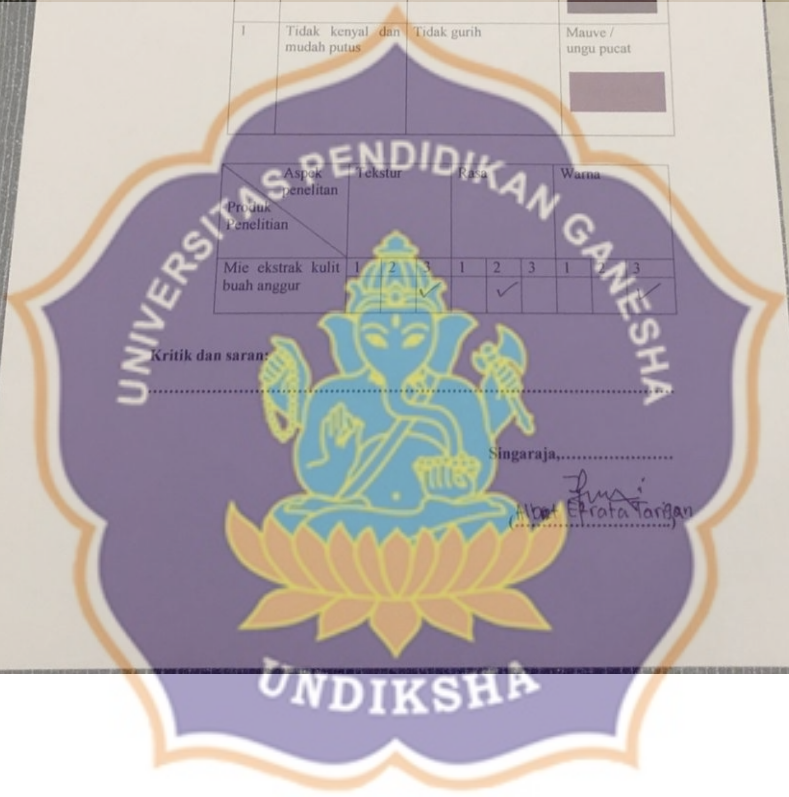 1 Tidak kenyal dan Tidak gurih Mauve /
mudah putus ungu pucat
Aspek Tekstur Rasa Warna
penelitan
Produk
Penelitian
Mie ekstrak kulit 1 2 3 1 2 3 1 2 3
buah anggur ✓ ✓ ✓
Kritik dan saran:
Singaraja,....................
Efrata Tarigan
UNIVERSITAS PENDIDIKAN GANESHA
UNDIKSHA